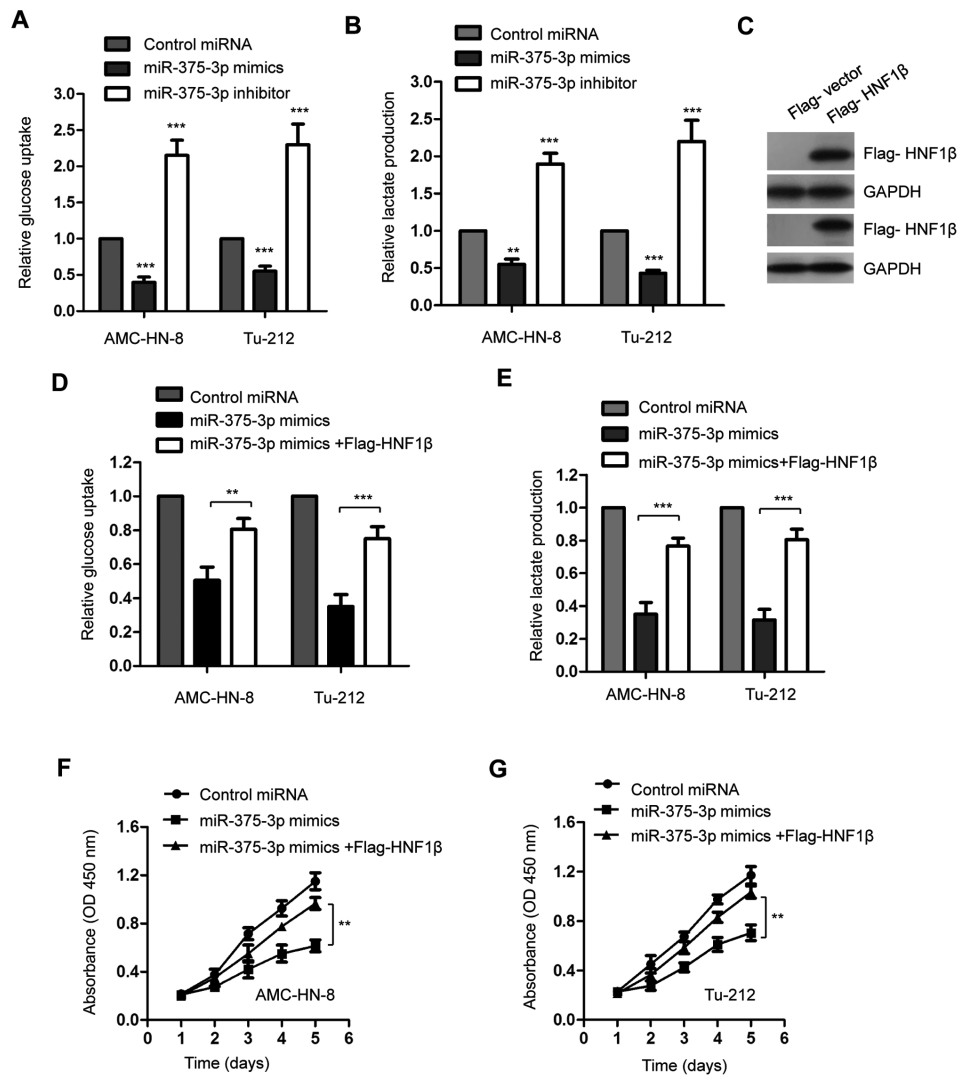 A
Control miRNA
miR-375-3p mimics
miR-375-3p inhibitor
Relative glucose uptake
3.0
2.5
2.0
1.0
0.5
0.0
***
***
***
***
AMC-HN-8
Tu-212
B
Control miRNA
miR-375-3p mimics
miR-375-3p inhibitor
Relative lactate production
3.0
2.5
2.0
1.5
1.0
0.5
0.0
**
***
***
***
AMC-HN-8
Tu-212
C
Flag- vector
Flag- HNF1β
Flag- HNF1β
GAPDH
Flag- HNF1β
GAPDH
D
Control miRNA
miR-375-3p mimics
miR-375-3p mimics +Flag-HNF1β
Relative glucose uptake
1.2
1.0
0.8
0.6
0.4
0.2
0.0
**
***
AMC-HN-8
Tu-212
E
Control miRNA
miR-375-3p mimics
miR-375-3p mimics+Flag-HNF1β
Relative lactate production
1.2
1.0
0.8
0.6
0.4
0.2
0.0
***
***
AMC-HN-8
Tu-212
F
Control miRNA
miR-375-3p mimics
miR-375-3p mimics +Flag-HNF1β
Absorbance (OD 450 nm)
1.6
1.2
0.8
0.4
0.0
**
AMC-HN-8
0 1 2 3 4 5 6
Time (days)
G
Control miRNA
miR-375-3p mimics
miR-375-3p mimics +Flag-HNF1β
Absorbance (OD 450 nm)
1.6
1.2
0.8
0.4
0.0
**
Tu-212
0 1 2 3 4 5 6
Time (days)